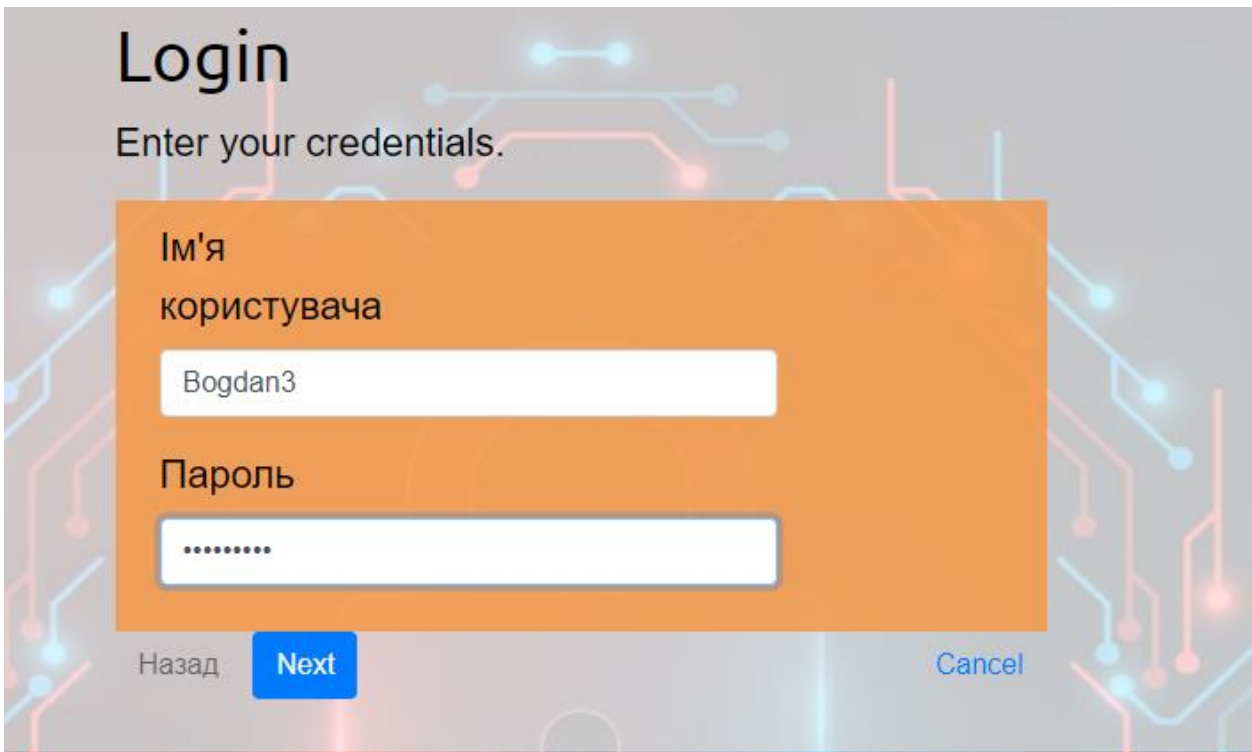 Login
Enter your credentials.
Ім'я
користувача
Bogdan3
Пароль
•••••••••
Назад Next Cancel